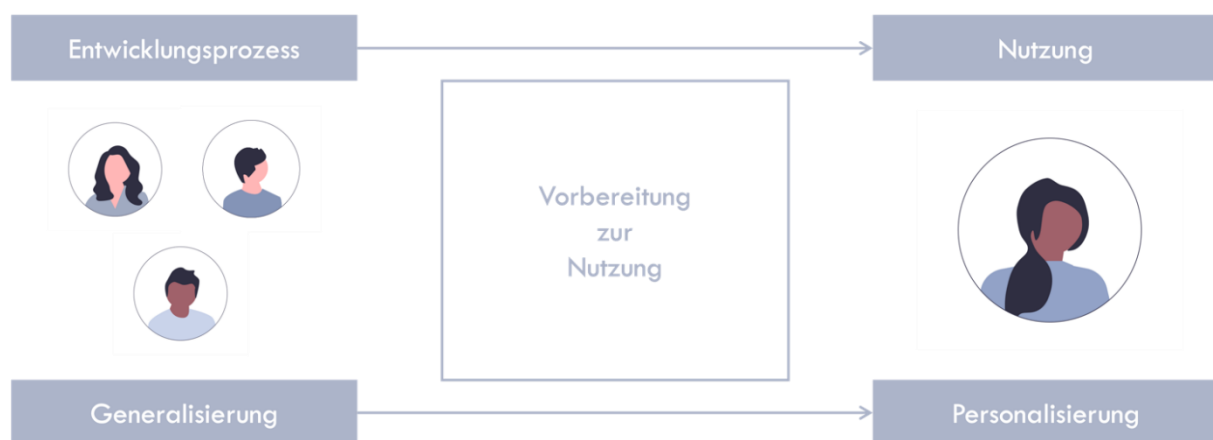 Entwicklungsprozess
Nutzung
Vorbereitung
zur
Nutzung
Generalisierung
Personalisierung